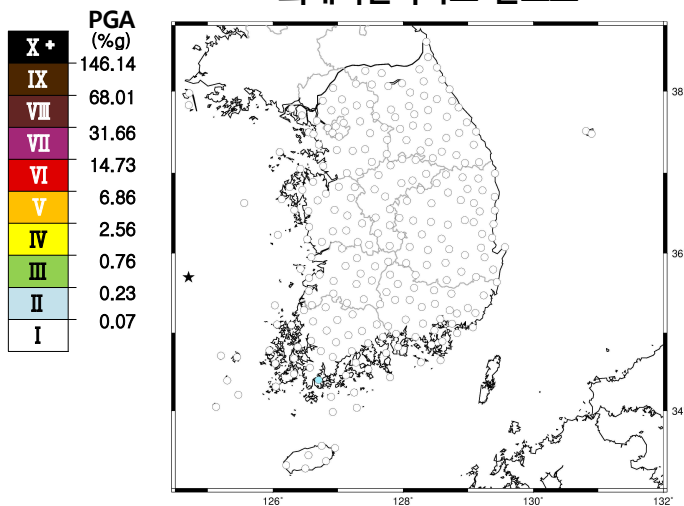 PGA
(%g)
X +
146.14
IX
68.01
VIII
31.66
VII
14.73
VI
6.86
V
2.56
IV
0.76
III
0.23
II
0.07
I
38
36
34
126°
128°
130°
132°